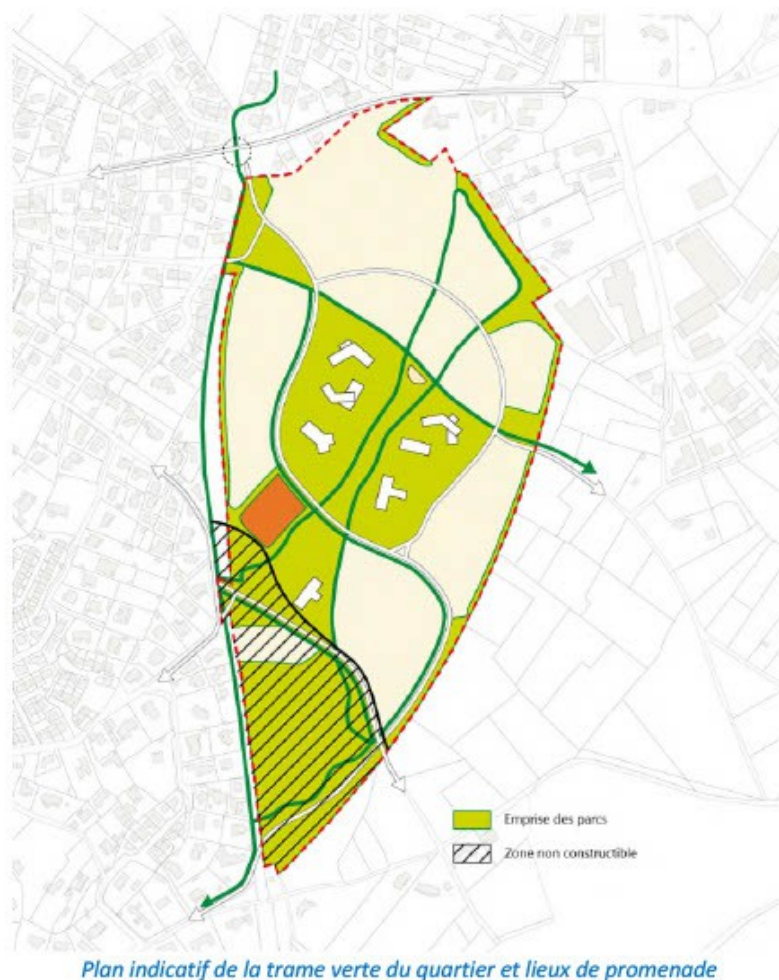 Emprise des parcs
Zone non constructible
Plan indicatif de la trame verte du quartier et lieux de promenade